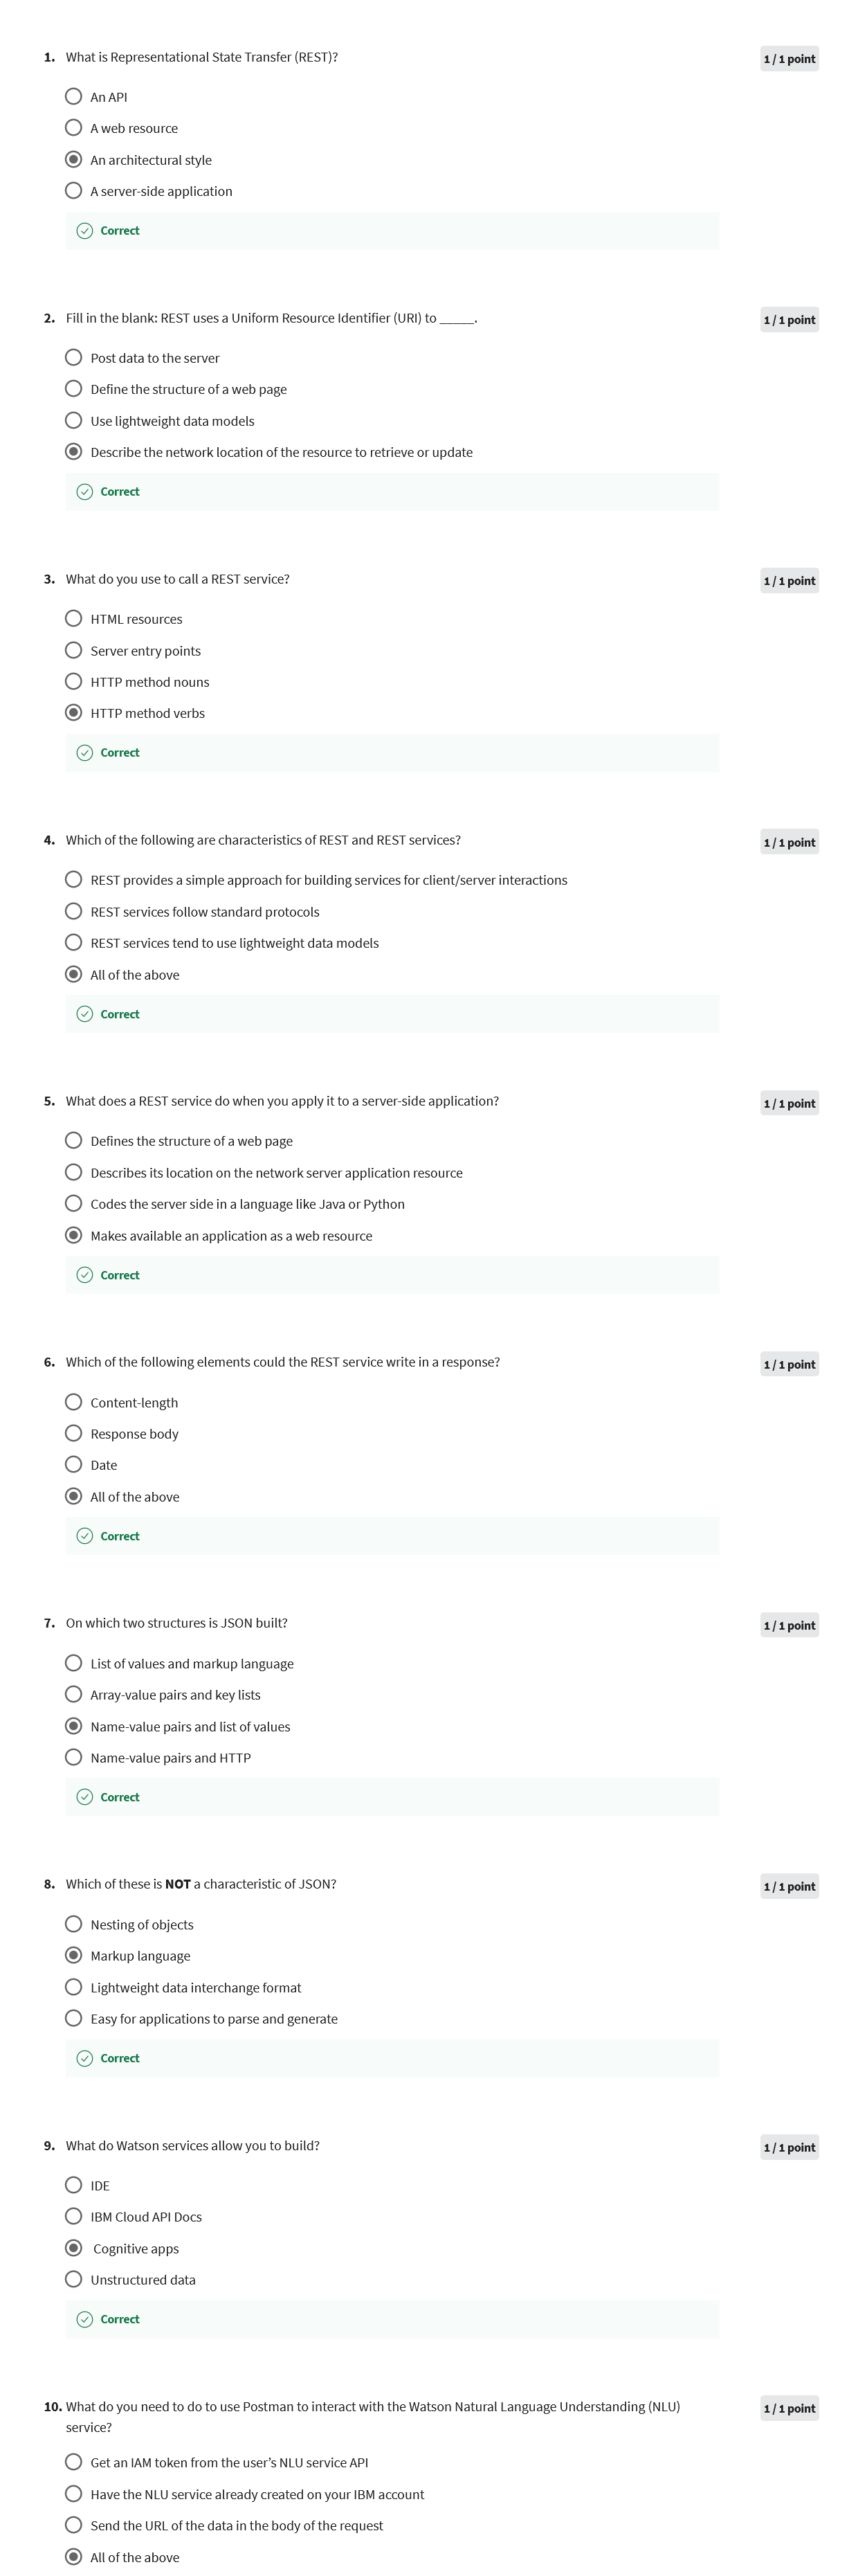 1. What is Representational State Transfer (REST)?
1 / 1 point
An API
A web resource
An architectural style
A server-side application
Correct
2. Fill in the blank: REST uses a Uniform Resource Identifier (URI) to _____.
1 / 1 point
Post data to the server
Define the structure of a web page
Use lightweight data models
Describe the network location of the resource to retrieve or update
Correct
3. What do you use to call a REST service?
1 / 1 point
HTML resources
Server entry points
HTTP method nouns
HTTP method verbs
Correct
4. Which of the following are characteristics of REST and REST services?
1 / 1 point
REST provides a simple approach for building services for client/server interactions
REST services follow standard protocols
REST services tend to use lightweight data models
All of the above
Correct
5. What does a REST service do when you apply it to a server-side application?
1 / 1 point
Defines the structure of a web page
Describes its location on the network server application resource
Codes the server side in a language like Java or Python
Makes available an application as a web resource
Correct
6. Which of the following elements could the REST service write in a response?
1 / 1 point
Content-length
Response body
Date
All of the above
Correct
7. On which two structures is JSON built?
1 / 1 point
List of values and markup language
Array-value pairs and key lists
Name-value pairs and list of values
Name-value pairs and HTTP
Correct
8. Which of these is NOT a characteristic of JSON?
1 / 1 point
Nesting of objects
Markup language
Lightweight data interchange format
Easy for applications to parse and generate
Correct
9. What do Watson services allow you to build?
1 / 1 point
IDE
IBM Cloud API Docs
Cognitive apps
Unstructured data
Correct
10. What do you need to do to use Postman to interact with the Watson Natural Language Understanding (NLU)
service?
1 / 1 point
Get an IAM token from the user’s NLU service API
Have the NLU service already created on your IBM account
Send the URL of the data in the body of the request
All of the above